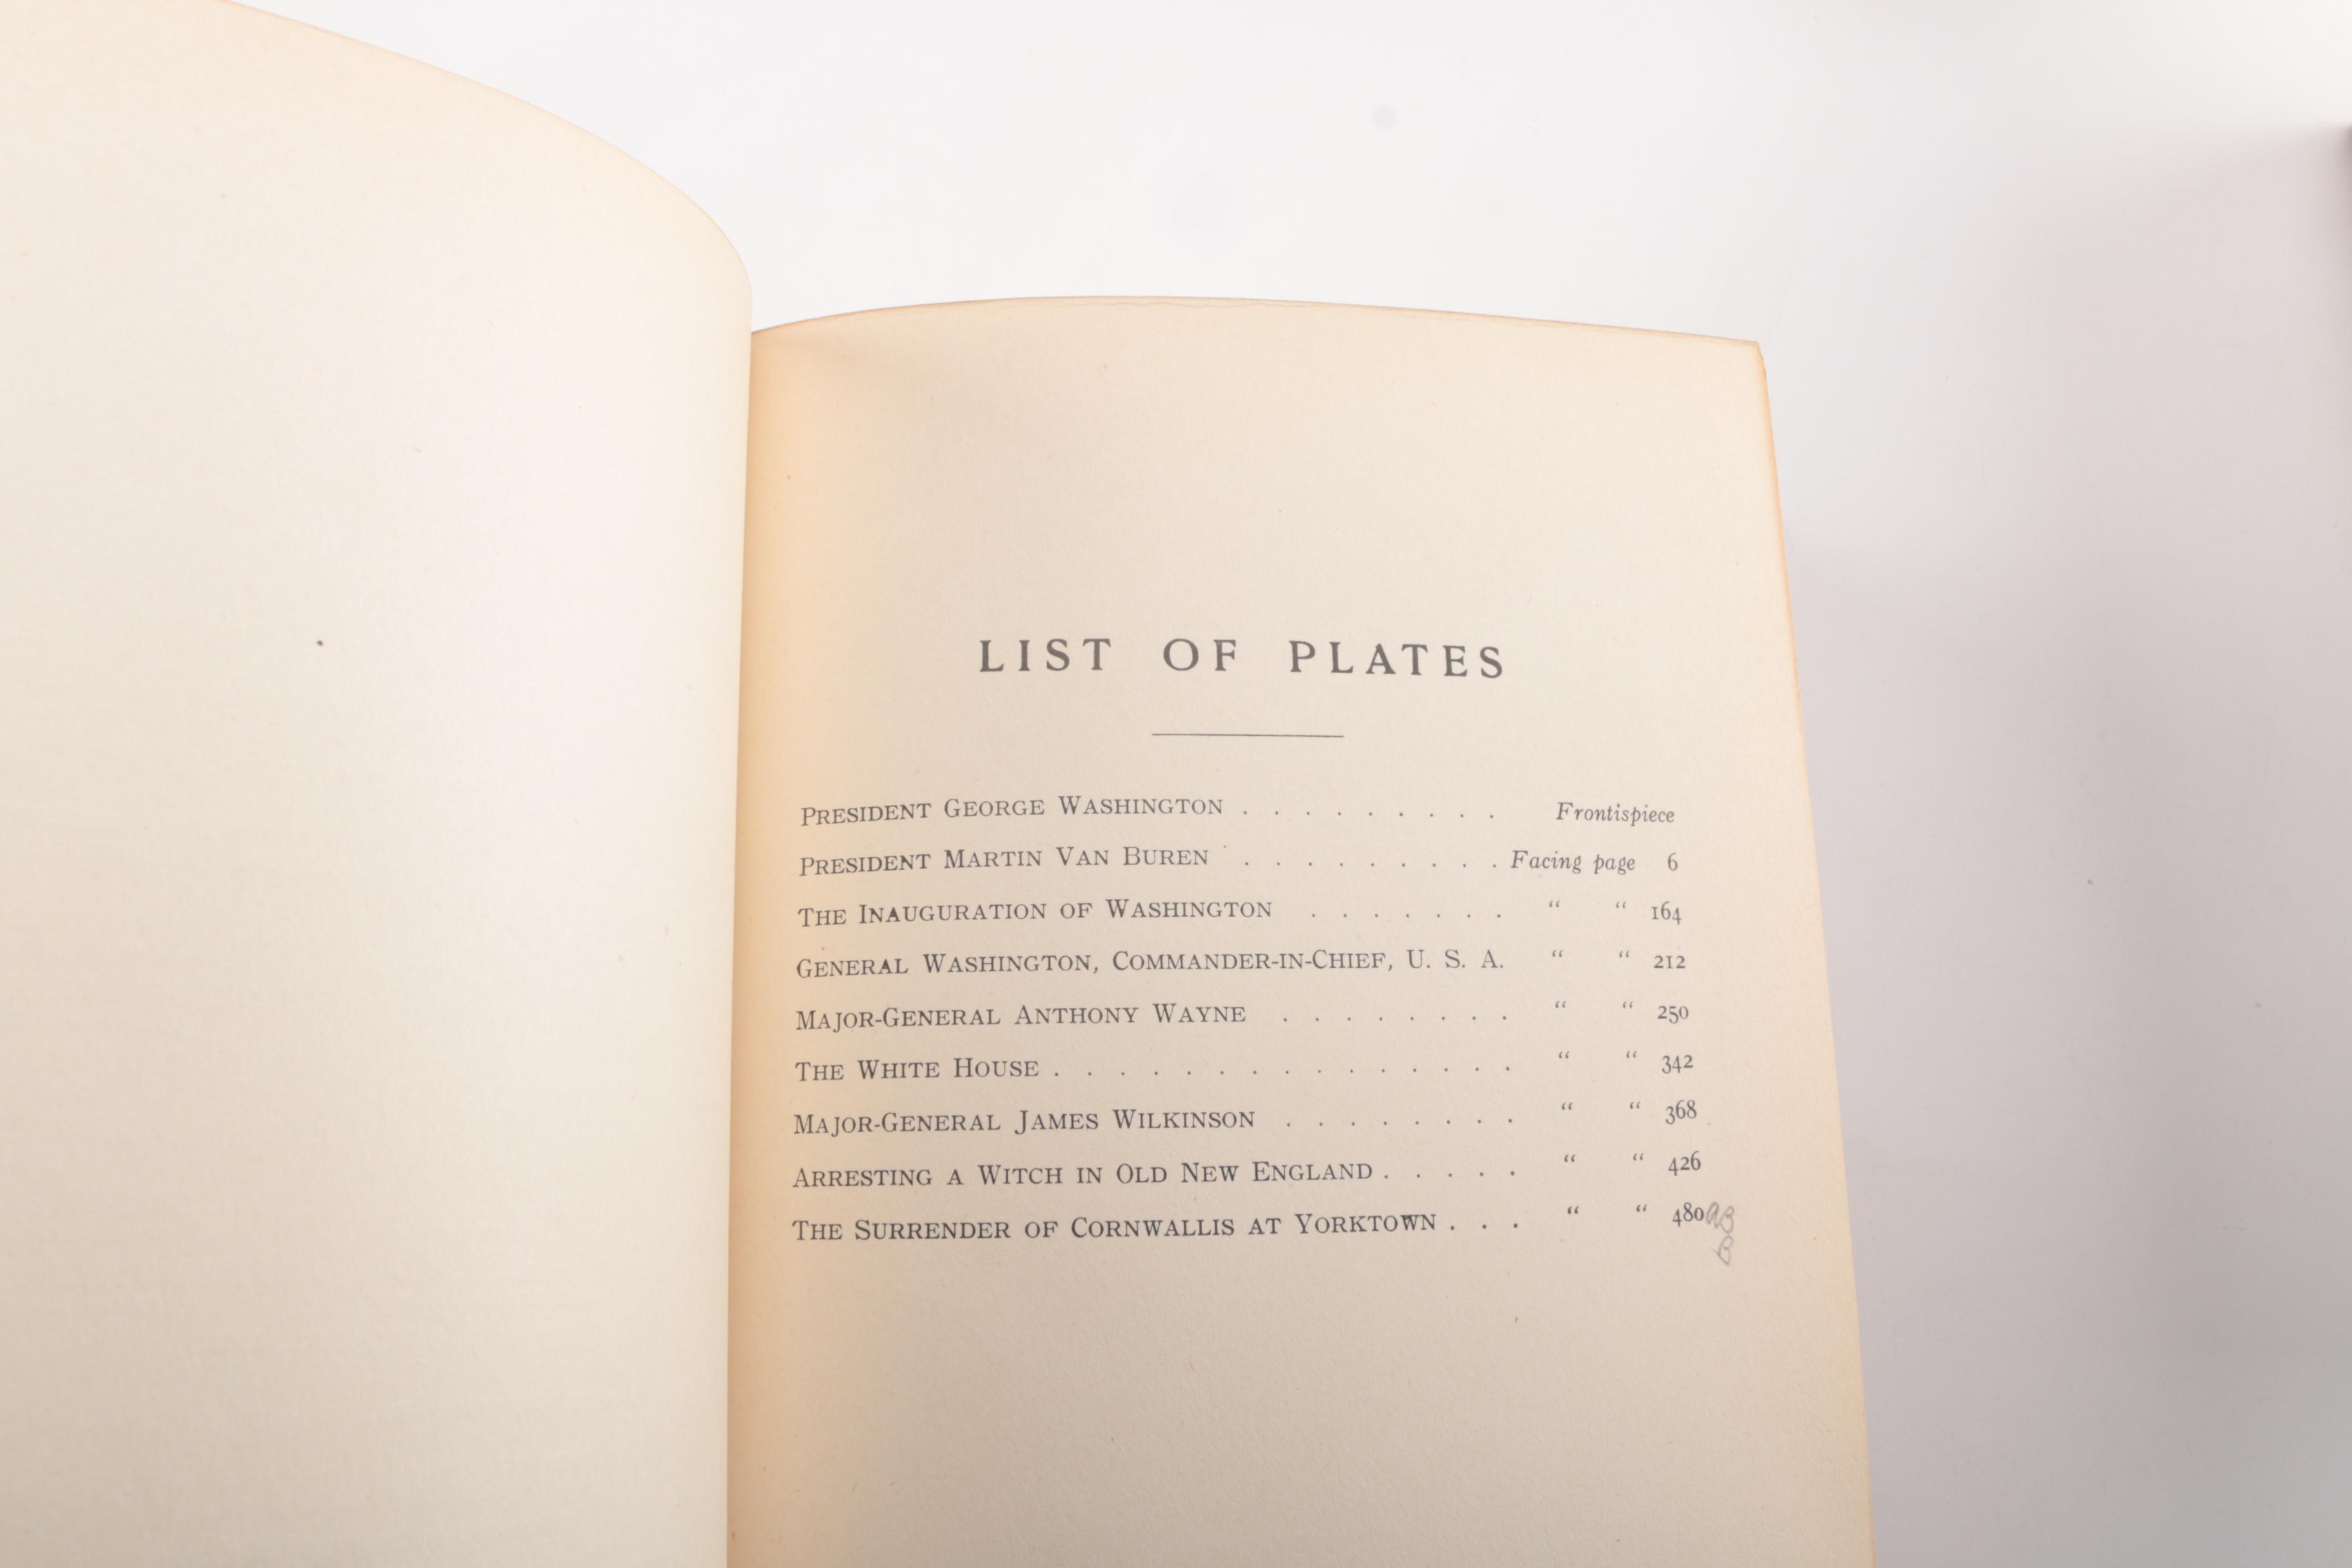 LIST OF PLATES
PRESIDENT GEORGE WASHINGTON . . . . . . . . . Frontispiece
PRESIDENT MARTIN VAN BUREN . . . . . . . . . Facing page 6
THE INAUGURATION OF WASHINGTON . . . . . . . “ “ 164
GENERAL WASHINGTON, COMMANDER-IN-CHIEF, U. S. A. “ “ 212
MAJOR-GENERAL ANTHONY WAYNE . . . . . . . . “ “ 250
THE WHITE HOUSE . . . . . . . . . . . . . . . “ “ 342
MAJOR-GENERAL JAMES WILKINSON . . . . . . . . “ “ 368
ARRESTING A WITCH IN OLD NEW ENGLAND . . . . . “ “ 426
THE SURRENDER OF CORNWALLIS AT YORKTOWN . . . “ “ 480